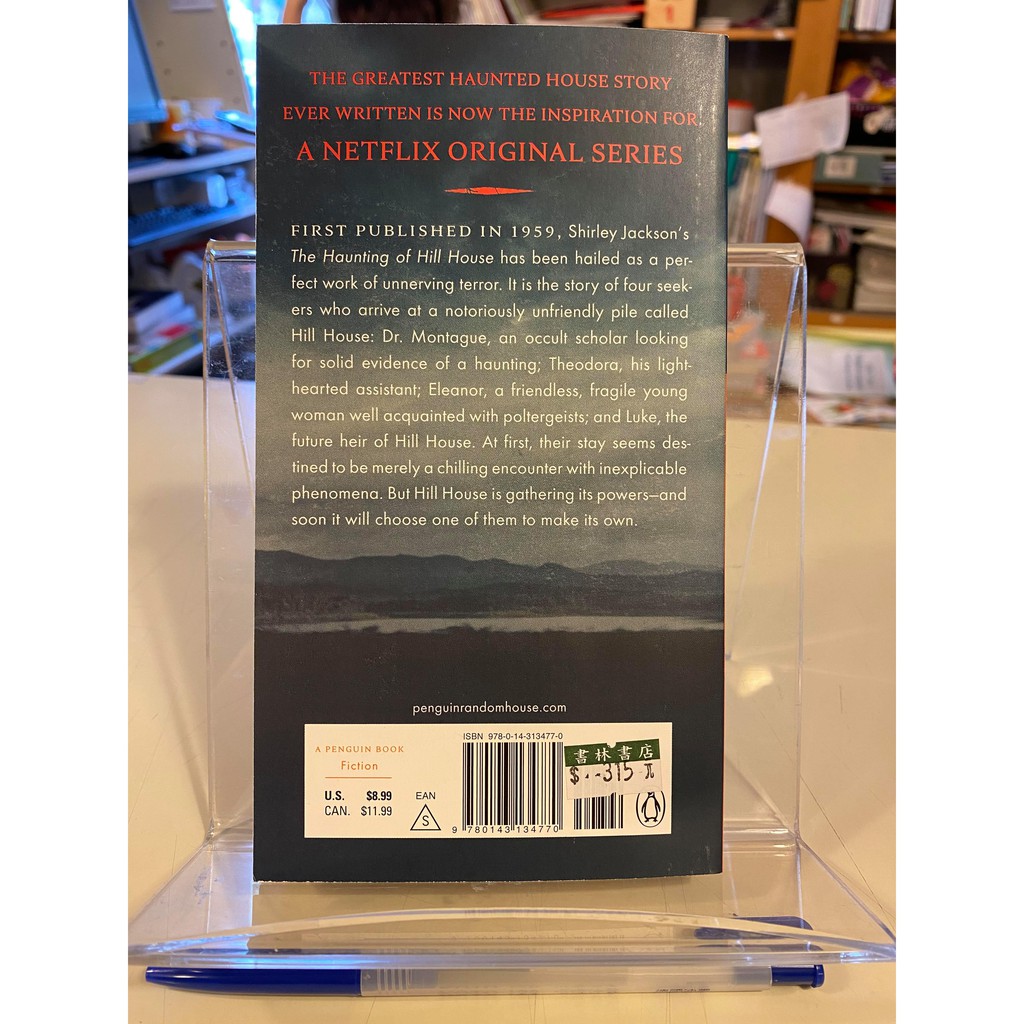 THE GREATEST HAUNTED HOUSE STORY
EVER WRITTEN IS NOW THE INSPIRATION FOR
A NETFLIX ORIGINAL SERIES
FIRST PUBLISHED IN 1959, Shirley Jackson's
The Haunting of Hill House has been hailed as a per-
fect work of unnerving terror. It is the story of four seek-
ers who arrive at a notoriously unfriendly pile called
Hill House: Dr. Montague, an occult scholar looking
for solid evidence of a haunting; Theodora, his light-
hearted assistant; Eleanor, a friendless, fragile young
woman well acquainted with poltergeists; and Luke, the
future heir of Hill House. At first, their stay seems des-
tined to be merely a chilling encounter with inexplicable
phenomena. But Hill House is gathering its powers—and
soon it will choose one of them to make its own.
penguinrandomhouse.com
A PENGUIN BOOK
Fiction
U.S. $8.99
CAN. $11.99
EAN
S
ISBN 978-0-14-313477-0
9 780143 134770
書林書店
$--315元